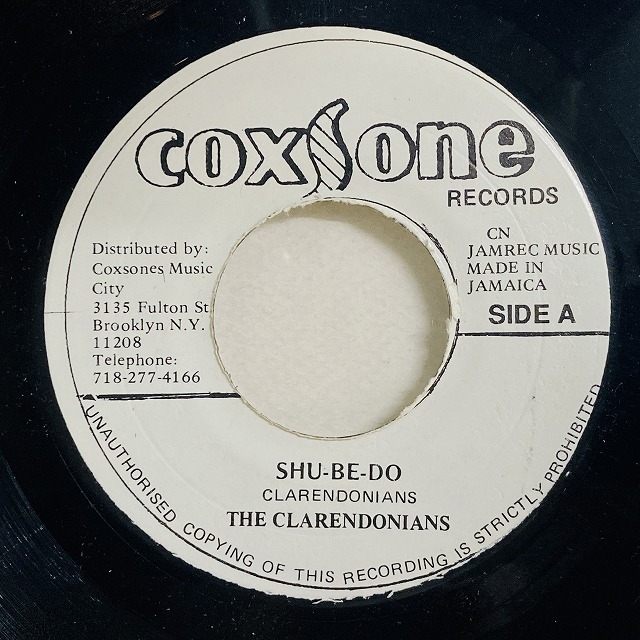 coxsone
RECORDS
Distributed by:
Coxsones Music
City
3135 Fulton St
Brooklyn N.Y.
11208
Telephone:
718-277-4166
CN
JAMREC MUSIC
MADE IN
JAMAICA
SIDE A
SHU-BE-DO
CLARENDONIANS
THE CLARENDONIANS
UNAUTHORISED COPYING OF THIS RECORDING IS STRICTLY PROHIBITED